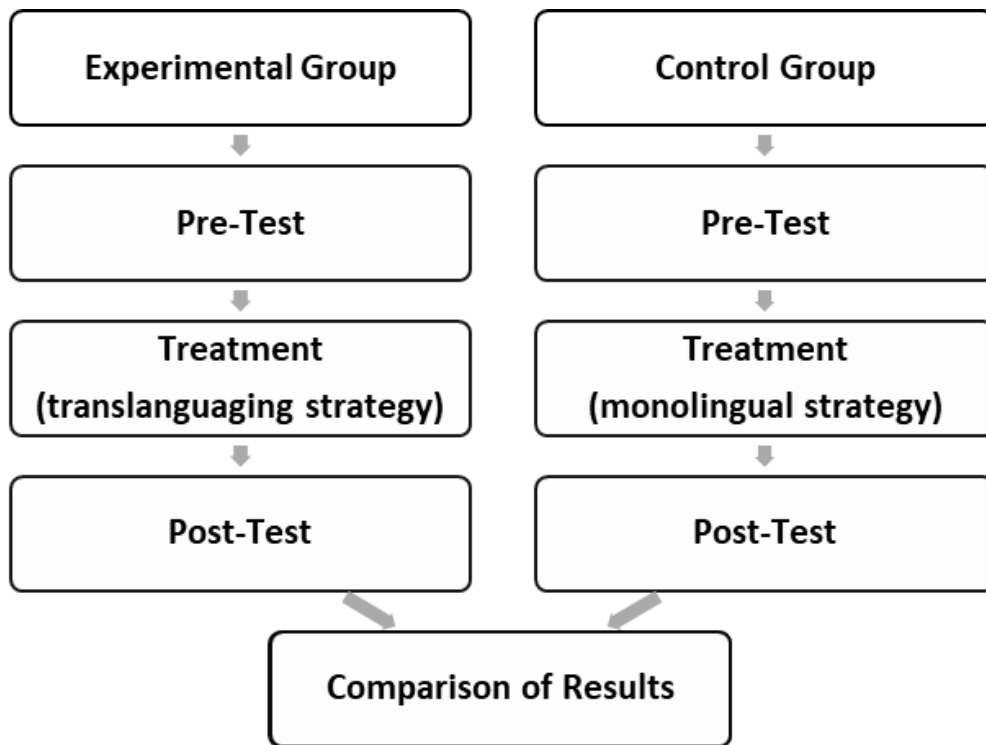 Experimental Group
Control Group
Pre-Test
Pre-Test
Treatment
(translanguaging strategy)
Treatment
(monolingual strategy)
Post-Test
Post-Test
Comparison of Results